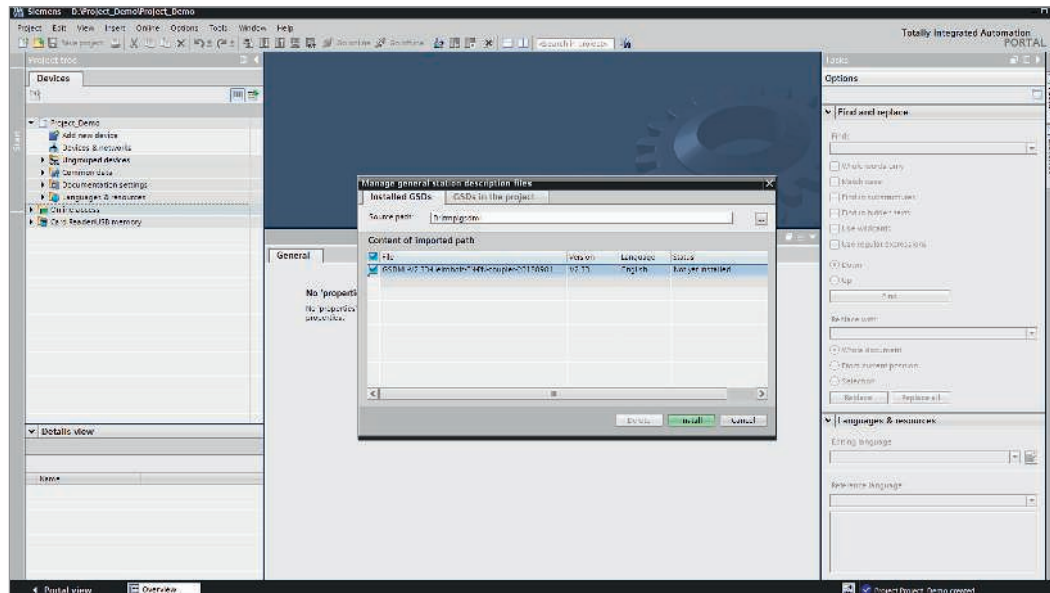 Siemens - D:\Project_Demo\Project_Demo
Project Edit View Insert Online Options Tools Window Help
Totally Integrated Automation
PORTAL
Project tree
Devices
Start
Project_Demo
Add new device
Devices & networks
Ungrouped devices
Common data
Documentation settings
Languages & resources
Online access
Card Reader/USB memory
Details view
Name
General
No 'properti
No 'properties'
properties.
Manage general station description files
Installed GSDs
GSDs in the project
Source path:
Content of imported path
File
Version
Language
Status
V2.33
English
Not yet installed
Delete
Install
Cancel
Tasks
Options
Find and replace
Find:
Whole words only
Match case
Find in substructures
Find in hidden texts
Use wildcards
Use regular expressions
Down
Up
Find
Replace with:
Whole document
From current position
Selection
Replace
Replace all
Languages & resources
Editing language:
Reference language:
Portal view
Overview
Project Project_Demo created.